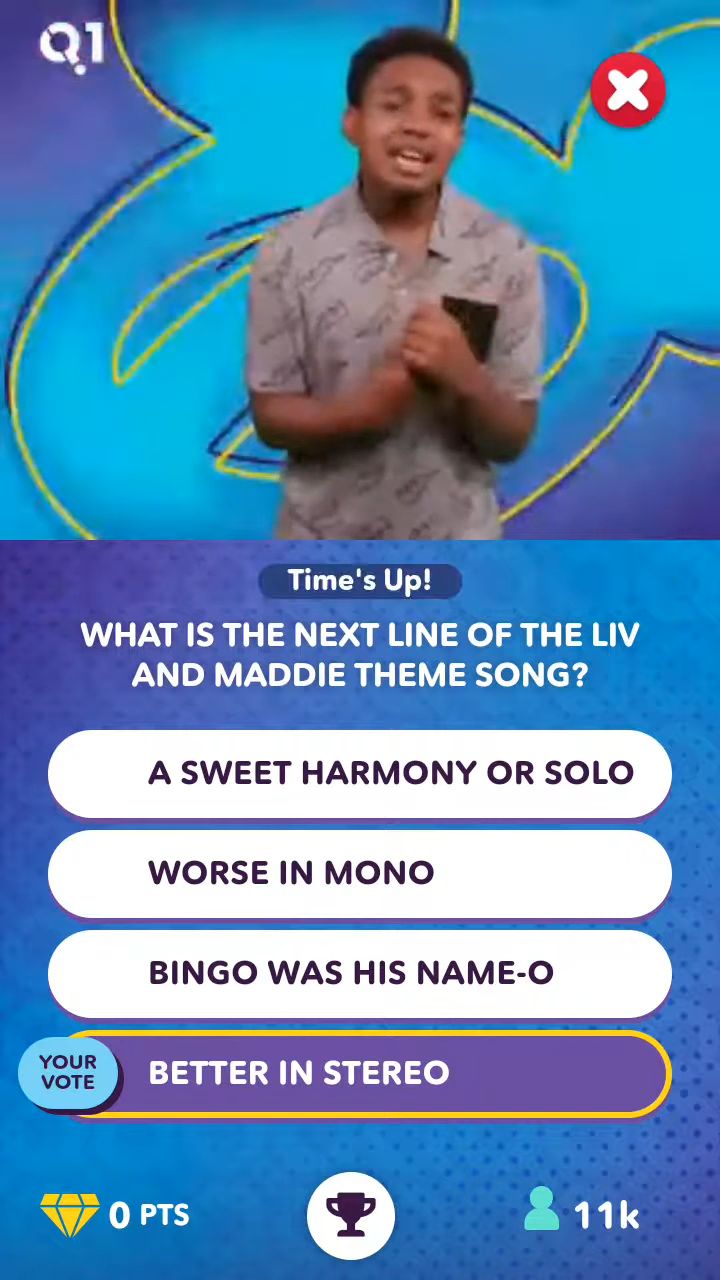 Q1
Time's Up!
WHAT IS THE NEXT LINE OF THE LIV
AND MADDIE THEME SONG?
A SWEET HARMONY OR SOLO
WORSE IN MONO
BINGO WAS HIS NAME-O
YOUR
VOTE
BETTER IN STEREO
0 PTS
11k